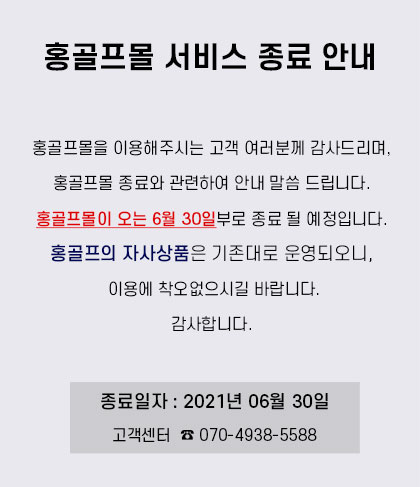 홍골프몰 서비스 종료 안내
홍골프몰을 이용해주시는 고객 여러분께 감사드리며,
홍골프몰 종료와 관련하여 안내 말씀 드립니다.
홍골프몰이 오는 6월 30일부로 종료 될 예정입니다.
홍골프의 자사상품은 기존대로 운영되오니,
이용에 착오없으시길 바랍니다.
감사합니다.
종료일자 : 2021년 06월 30일
고객센터 ☎ 070-4938-5588